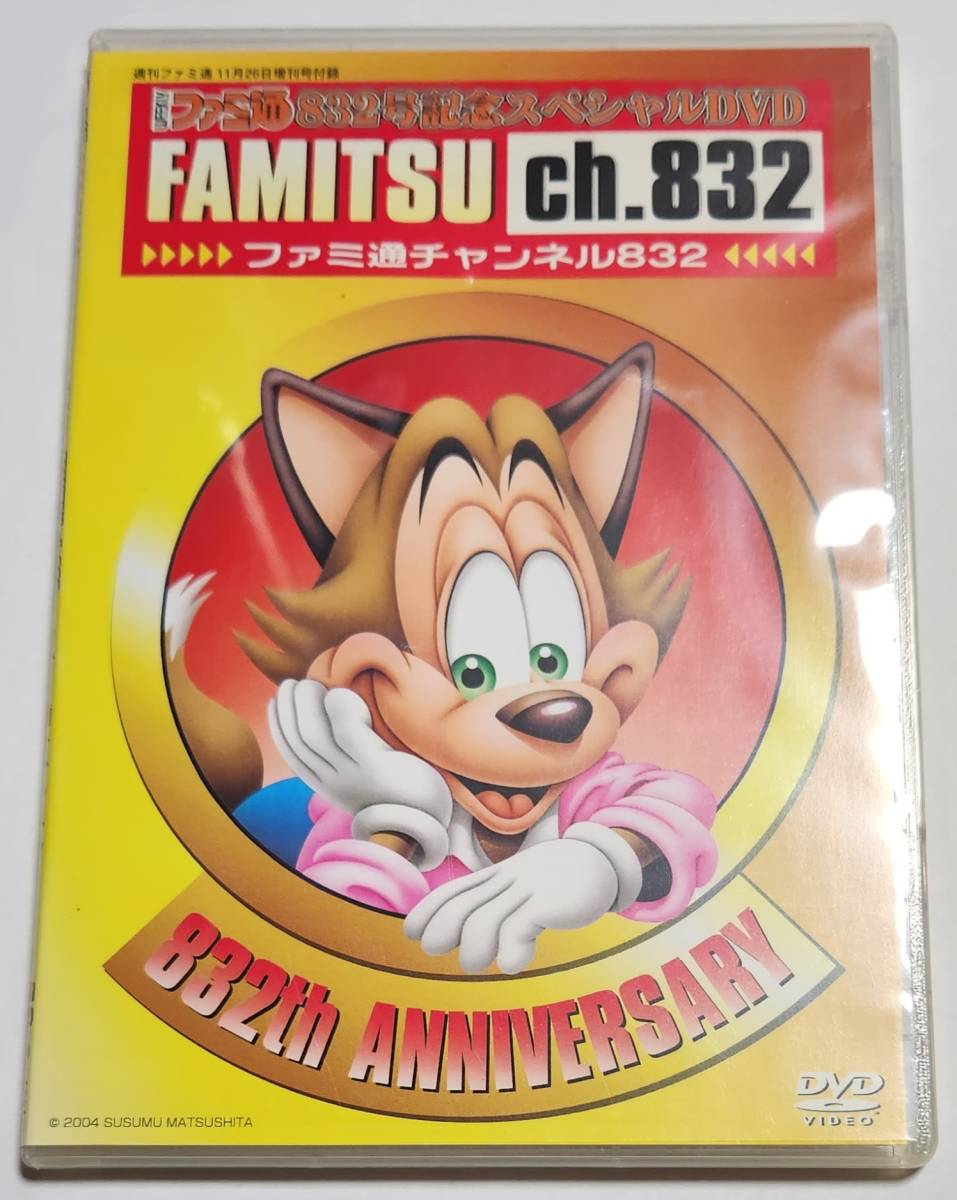 週刊ファミ通 11月26日増刊号付録
WEEKLY ファミ通 832号記念スペシャルDVD
FAMITSU ch.832
ファミ通チャンネル832
832th ANNIVERSARY
© 2004 SUSUMU MATSUSHITA
DVD
VIDEO